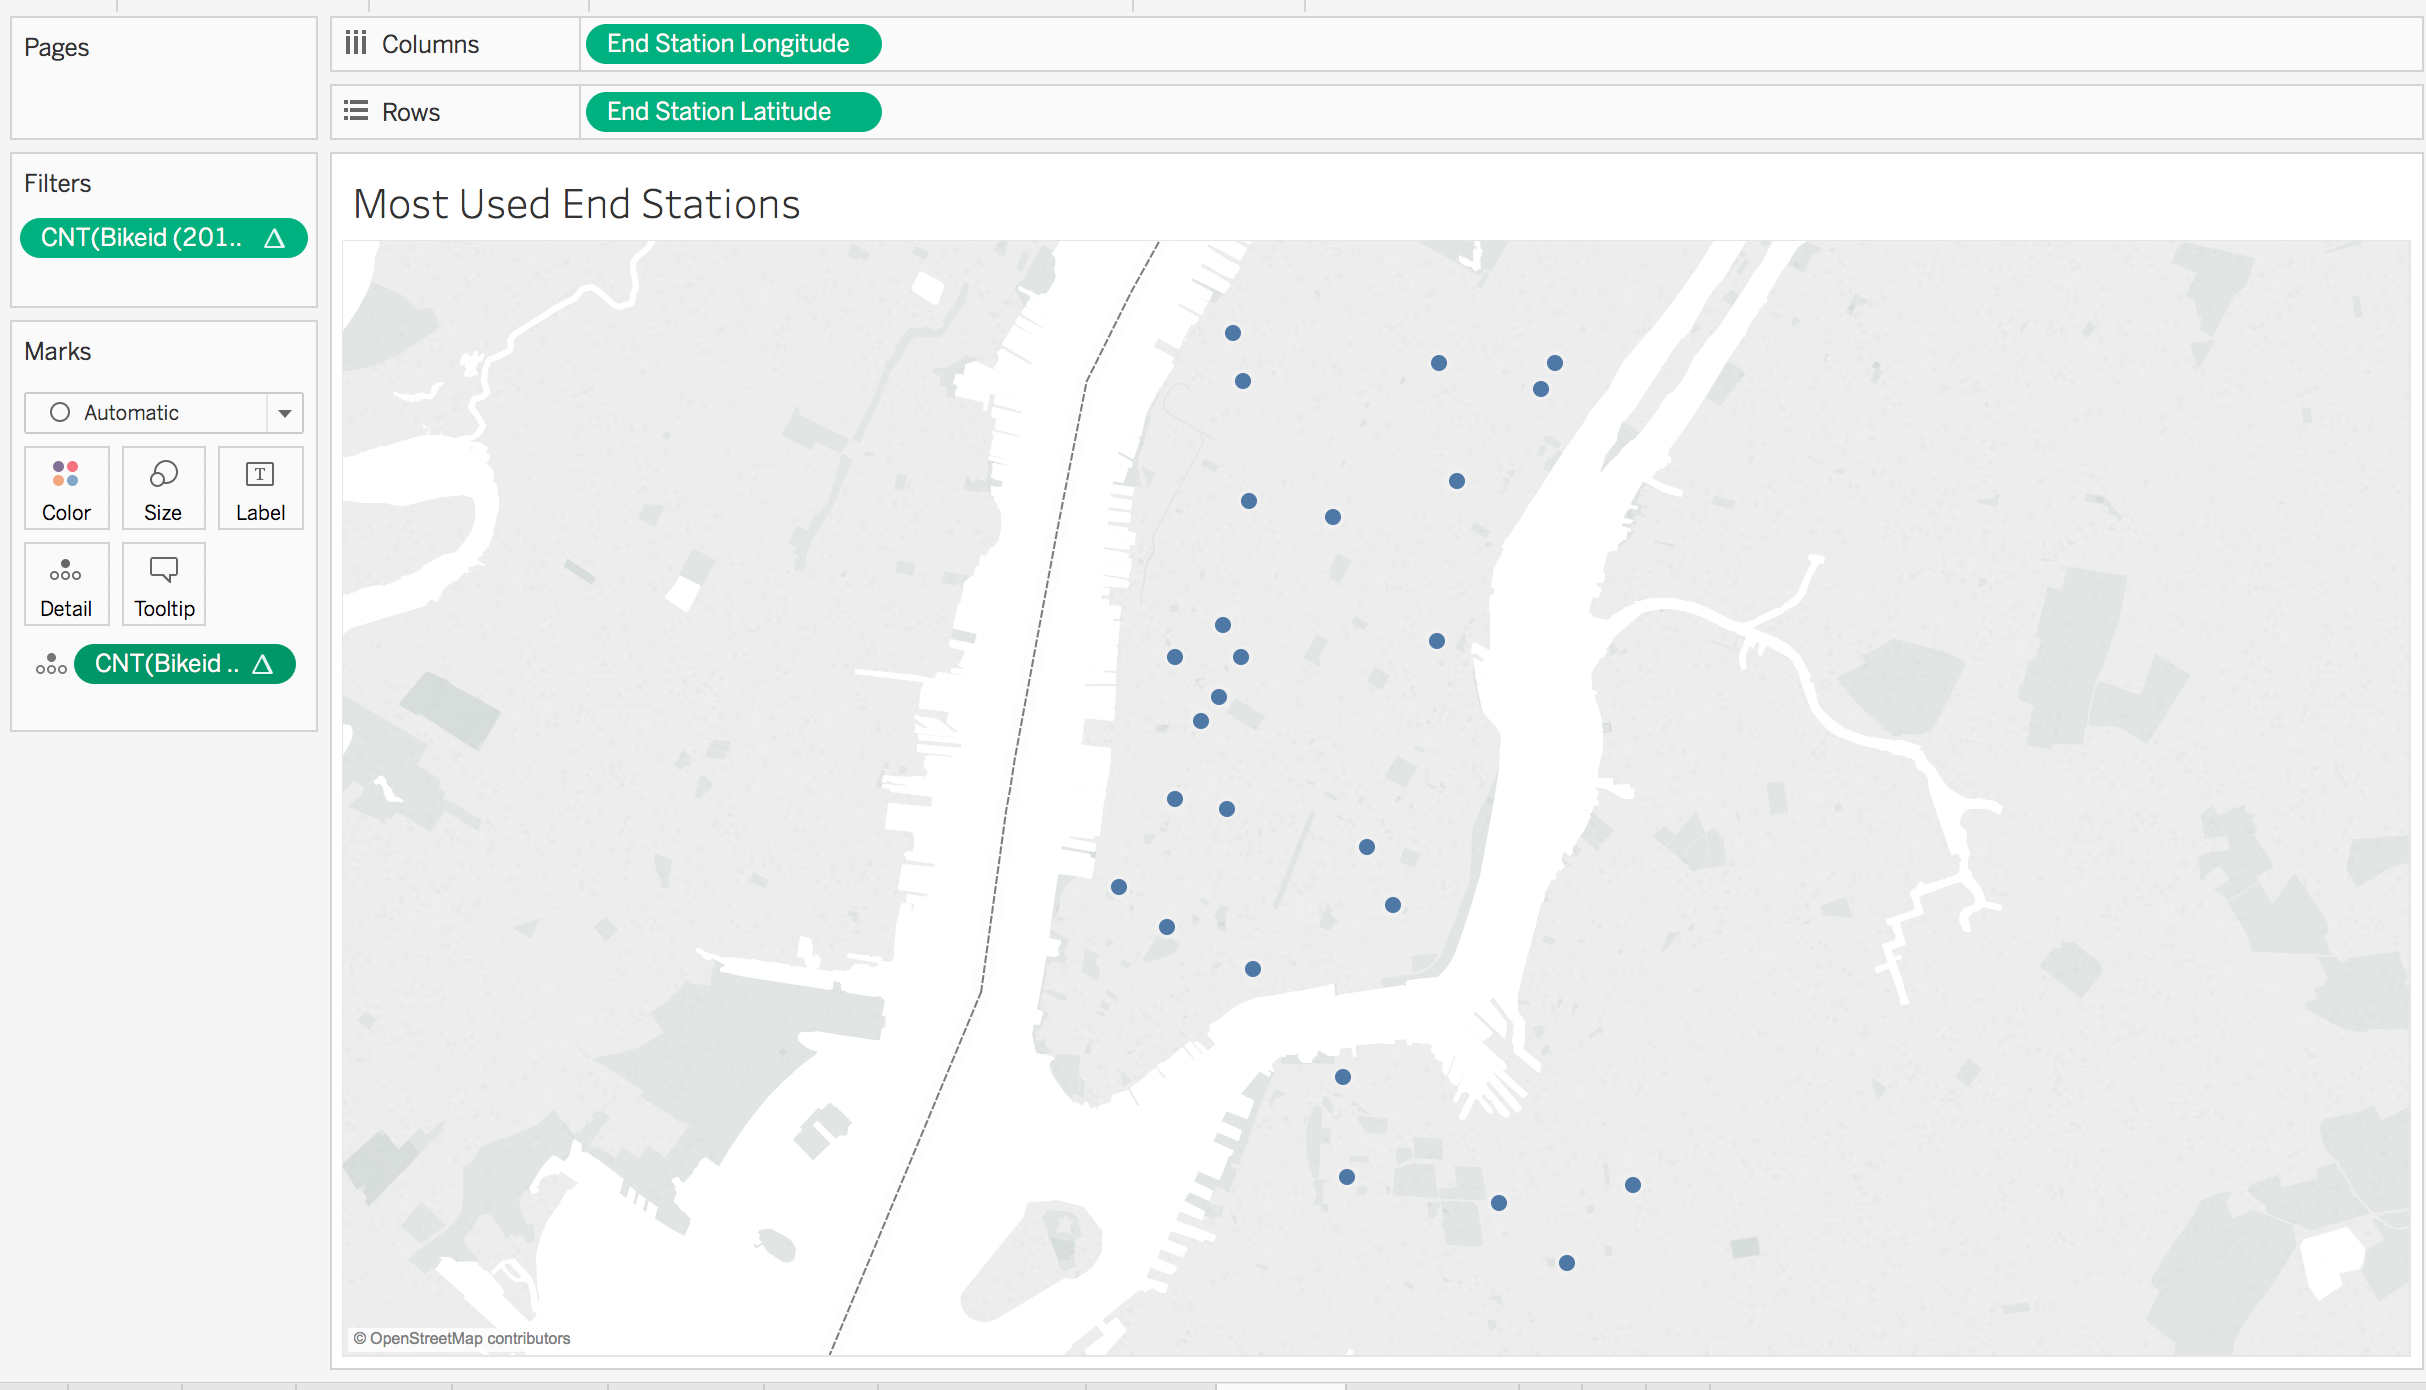 Pages
Columns
End Station Longitude
Rows
End Station Latitude
Filters
CNT(Bikeid (201..
Marks
Automatic
Color
Size
Label
Detail
Tooltip
CNT(Bikeid ..
Most Used End Stations
© OpenStreetMap contributors